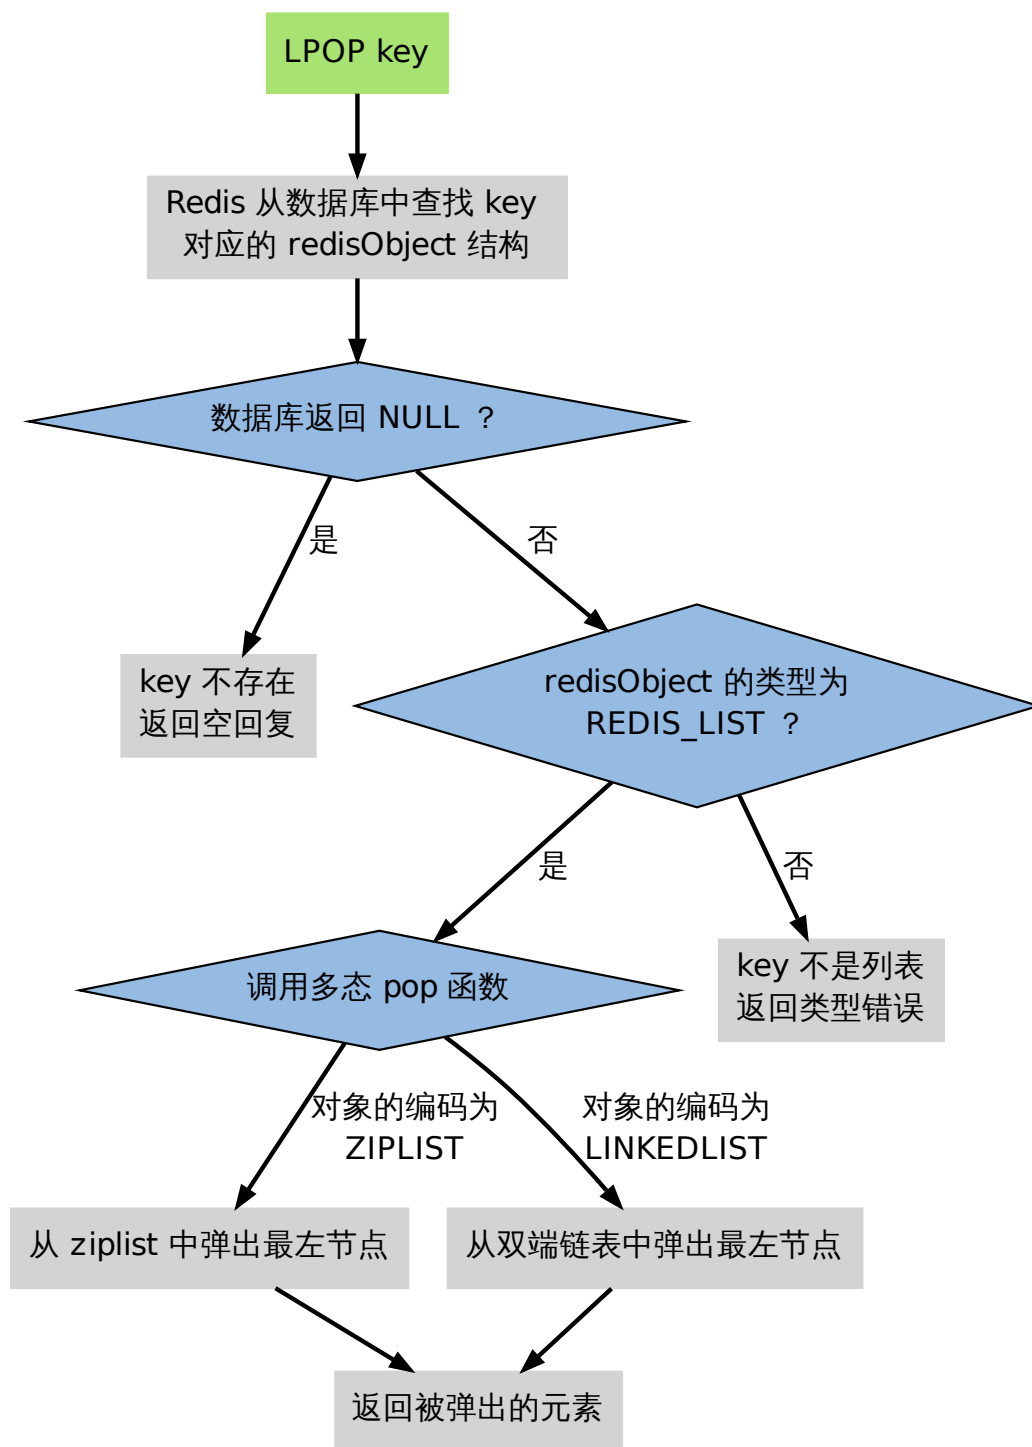 LPOP key
Redis 从数据库中查找 key
对应的 redisObject 结构
数据库返回 NULL ？
是
否
key 不存在
返回空回复
redisObject 的类型为
REDIS_LIST ？
是
否
调用多态 pop 函数
key 不是列表
返回类型错误
对象的编码为
ZIPLIST
对象的编码为
LINKEDLIST
从 ziplist 中弹出最左节点
从双端链表中弹出最左节点
返回被弹出的元素